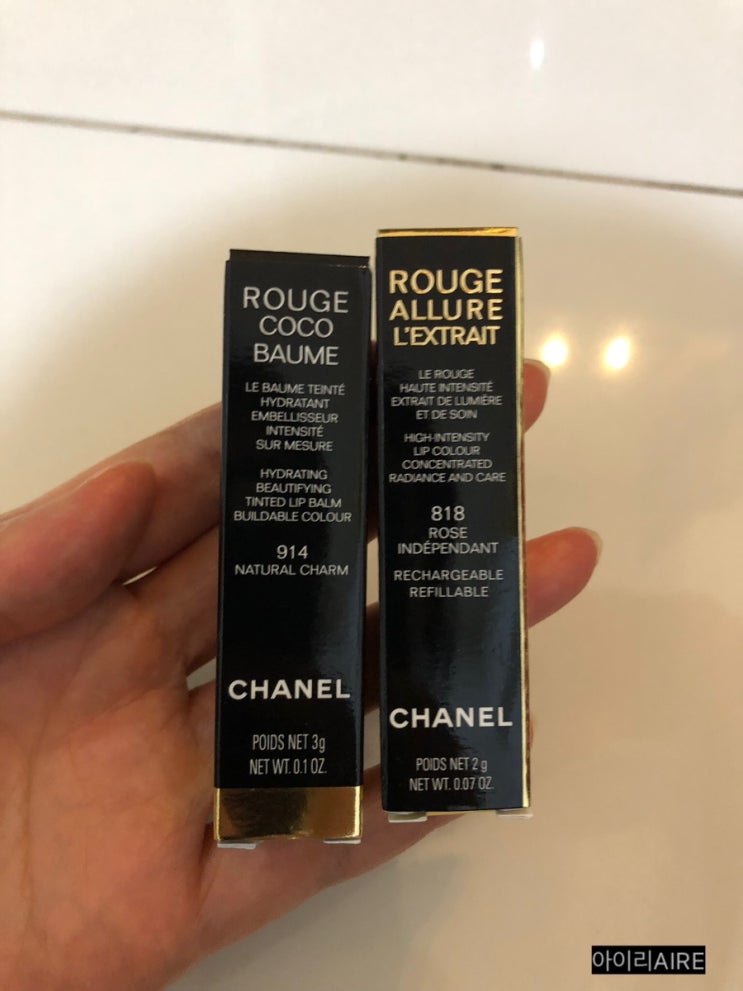 ROUGE
COCO
BAUME
LE BAUME TEINTÉ
HYDRATANT
EMBELLISSEUR
INTENSITÉ
SUR MESURE
HYDRATING
BEAUTIFYING
TINTED LIP BALM
BUILDABLE COLOUR
914
NATURAL CHARM
CHANEL
POIDS NET 3g
NET WT. 0.1 OZ.
ROUGE
ALLURE
L'EXTRAIT
LE ROUGE
HAUTE INTENSITÉ
EXTRAIT DE LUMIÈRE
ET DE SOIN
HIGH-INTENSITY
LIP COLOUR
CONCENTRATED
RADIANCE AND CARE
818
ROSE
INDÉPENDANT
RECHARGEABLE
REFILLABLE
CHANEL
POIDS NET 2 g
NET WT. 0.07 OZ.
아이리AIRE